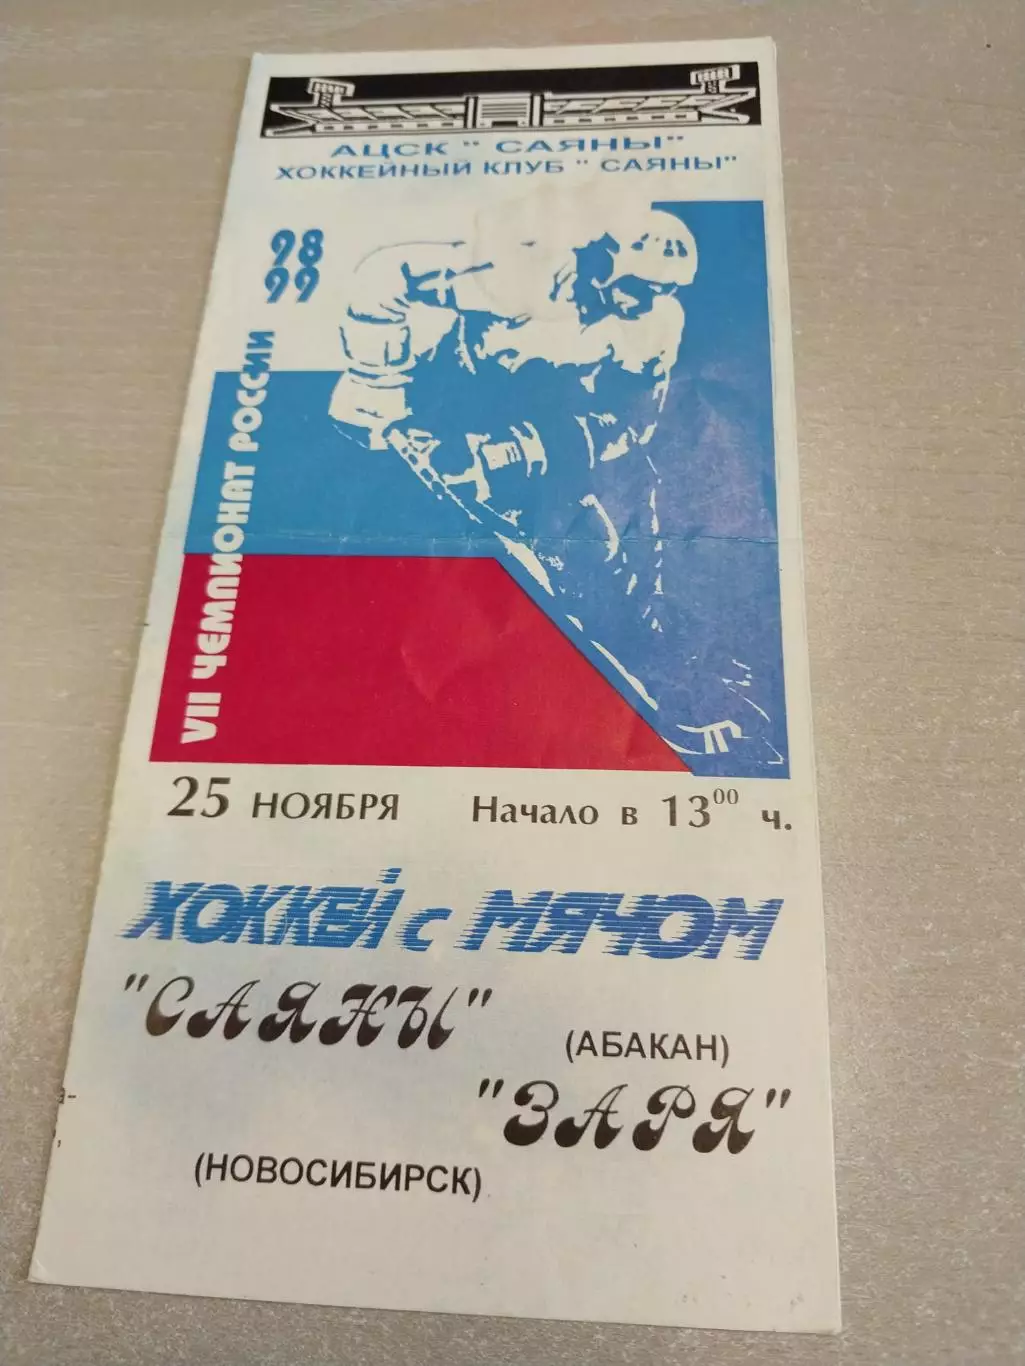 АЦСК " САЯНЫ"
ХОККЕЙНЫЙ КЛУБ " САЯНЫ"
98
99
VII ЧЕМПИОНАТ РОССИИ
25 НОЯБРЯ Начало в 13⁰⁰ ч.
ХОККЕЙ с МЯЧОМ
"САЯНЫ"
(АБАКАН)
"ЗАРЯ"
(НОВОСИБИРСК)